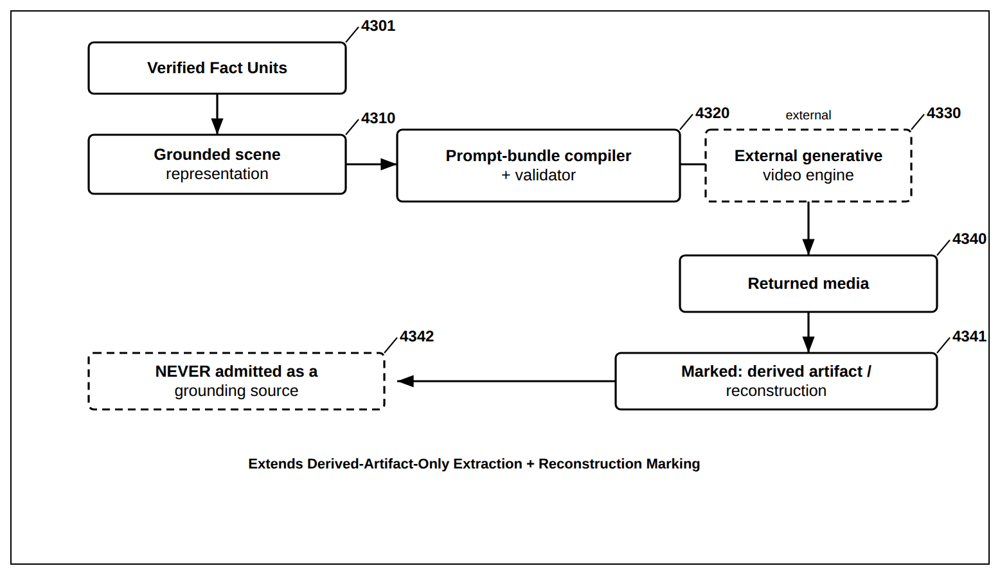 4301
Verified Fact Units
4310
Grounded scene
representation
4320
Prompt-bundle compiler
+ validator
external
4330
External generative
video engine
4340
Returned media
4341
Marked: derived artifact /
reconstruction
4342
NEVER admitted as a
grounding source
Extends Derived-Artifact-Only Extraction + Reconstruction Marking